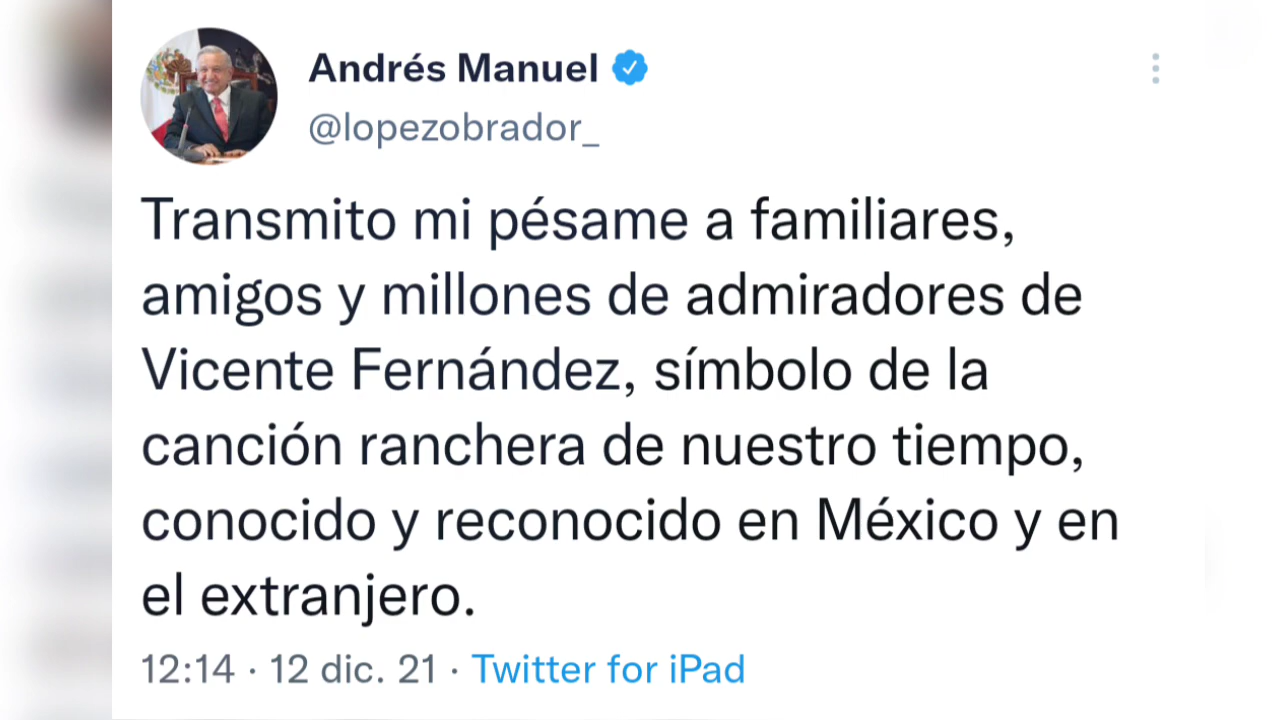 Andrés Manuel
@lopezobrador_
Transmito mi pésame a familiares,
amigos y millones de admiradores de
Vicente Fernández, símbolo de la
canción ranchera de nuestro tiempo,
conocido y reconocido en México y en
el extranjero.
12:14 · 12 dic. 21 · Twitter for iPad